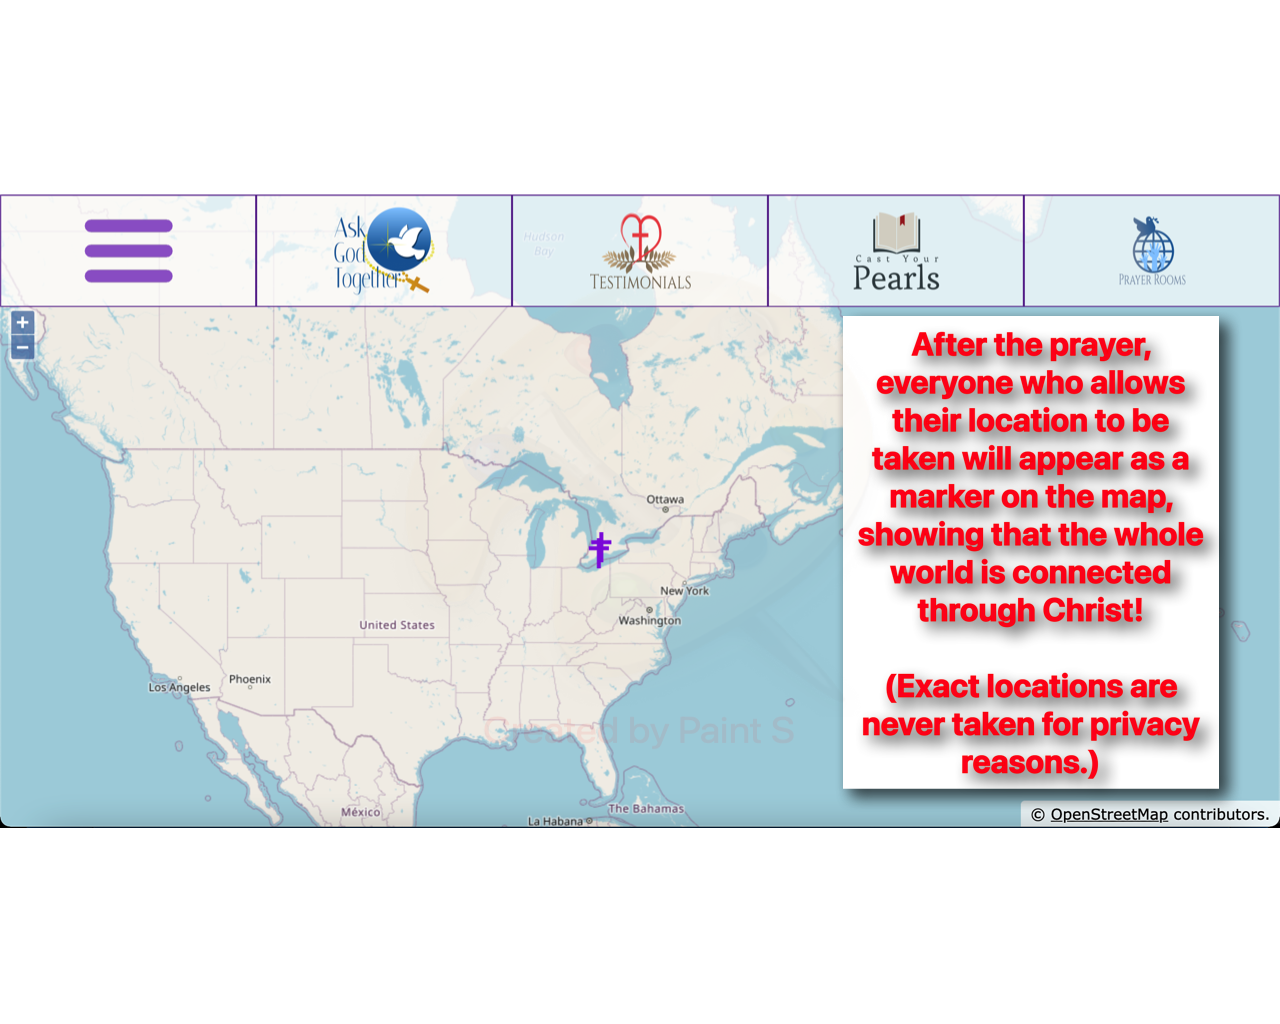 Ask
God
Together
TESTIMONIALS
Cast Your
Pearls
PRAYER ROOMS
Hudson
Bay
+
−
After the prayer,
everyone who allows
their location to be
taken will appear as a
marker on the map,
showing that the whole
world is connected
through Christ!
(Exact locations are
never taken for privacy
reasons.)
Ottawa
New York
Washington
United States
Phoenix
Los Angeles
Created by Paint S
México
The Bahamas
La Habana
© OpenStreetMap contributors.